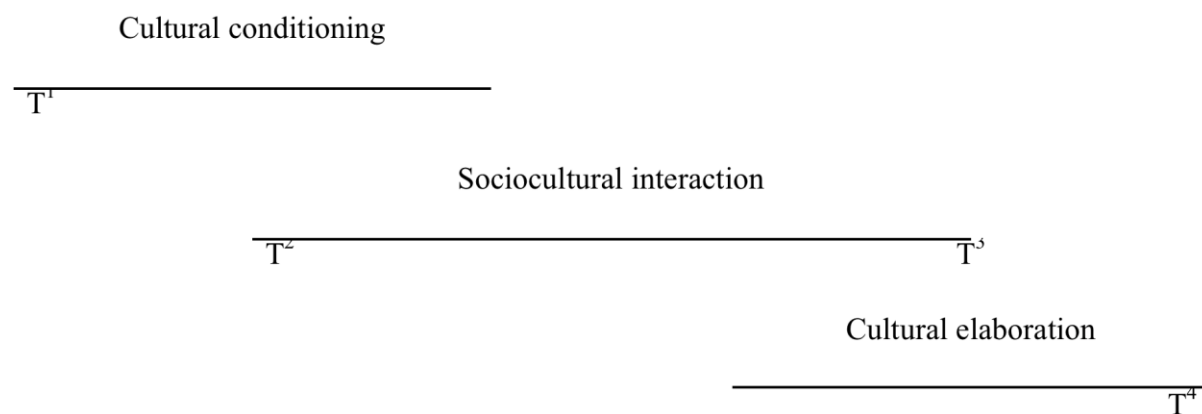 Cultural conditioning
T¹
Sociocultural interaction
T² T³
Cultural elaboration
T⁴